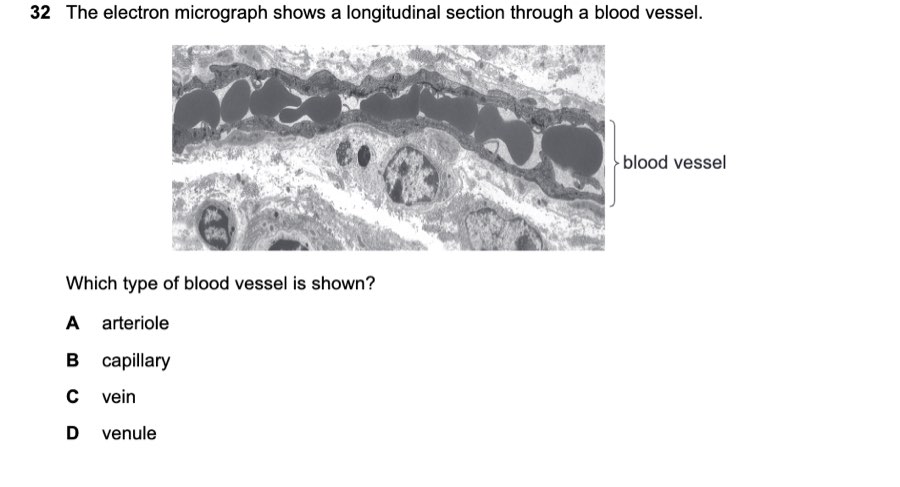 32 The electron micrograph shows a longitudinal section through a blood vessel.
blood vessel
Which type of blood vessel is shown?
A arteriole
B capillary
C vein
D venule